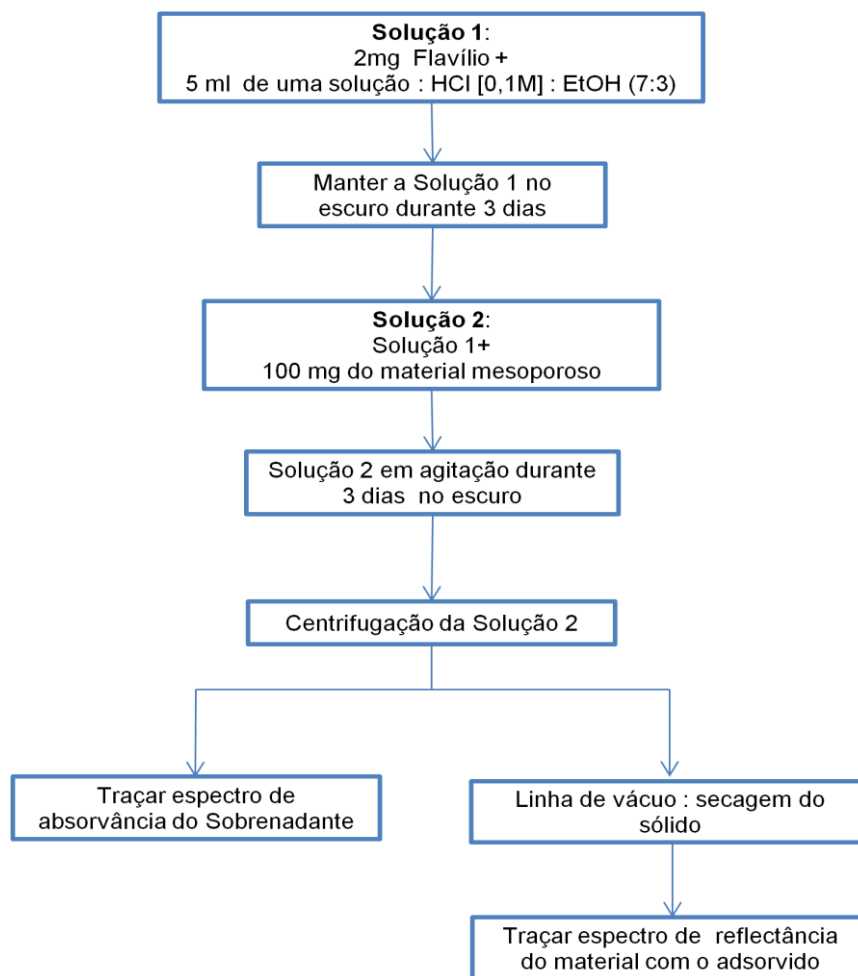 Solução 1:
2mg Flavílio +
5 ml de uma solução : HCl [0,1M] : EtOH (7:3)
Manter a Solução 1 no
escuro durante 3 dias
Solução 2:
Solução 1+
100 mg do material mesoporoso
Solução 2 em agitação durante
3 dias no escuro
Centrifugação da Solução 2
Traçar espectro de
absorvância do Sobrenadante
Linha de vácuo : secagem do
sólido
Traçar espectro de reflectância
do material com o adsorvido